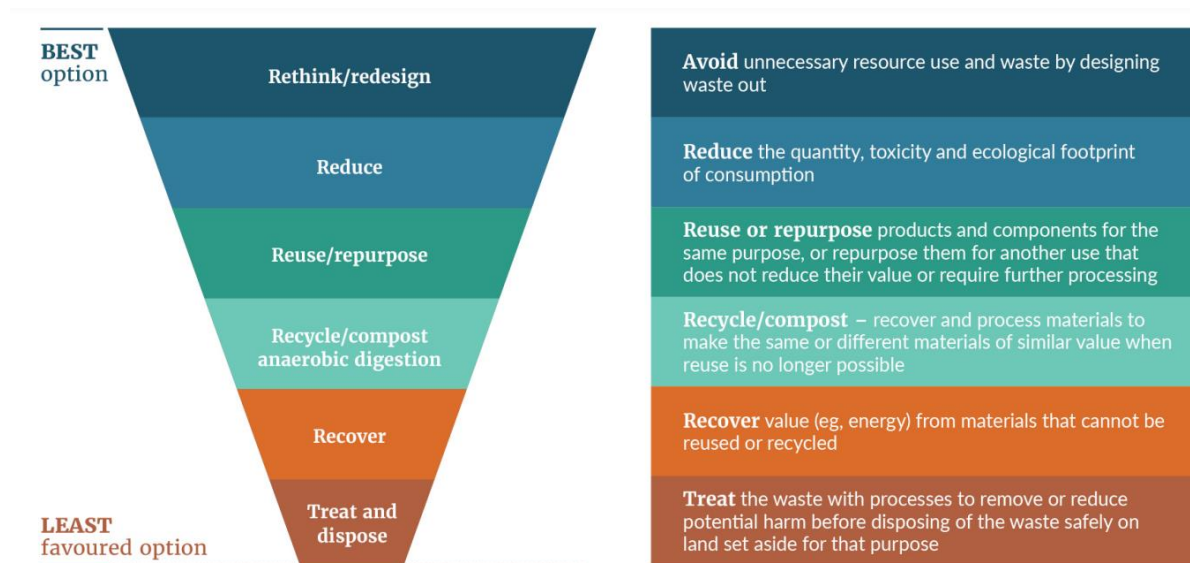 BEST
option
Rethink/redesign
Avoid unnecessary resource use and waste by designing
waste out
Reduce
Reduce the quantity, toxicity and ecological footprint
of consumption
Reuse/repurpose
Reuse or repurpose products and components for the
same purpose, or repurpose them for another use that
does not reduce their value or require further processing
Recycle/compost
anaerobic digestion
Recycle/compost – recover and process materials to
make the same or different materials of similar value when
reuse is no longer possible
Recover
Recover value (eg, energy) from materials that cannot be
reused or recycled
Treat and
dispose
Treat the waste with processes to remove or reduce
potential harm before disposing of the waste safely on
land set aside for that purpose
LEAST
favoured option